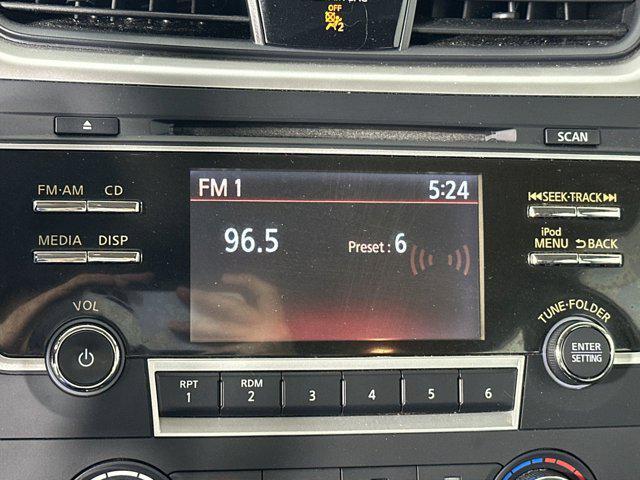 OFF
2
SCAN
FM·AM CD
MEDIA DISP
VOL
FM 1 5:24
96.5 Preset : 6
SEEK·TRACK
iPod
MENU BACK
TUNE·FOLDER
ENTER
SETTING
RPT
1
RDM
2
3
4
5
6